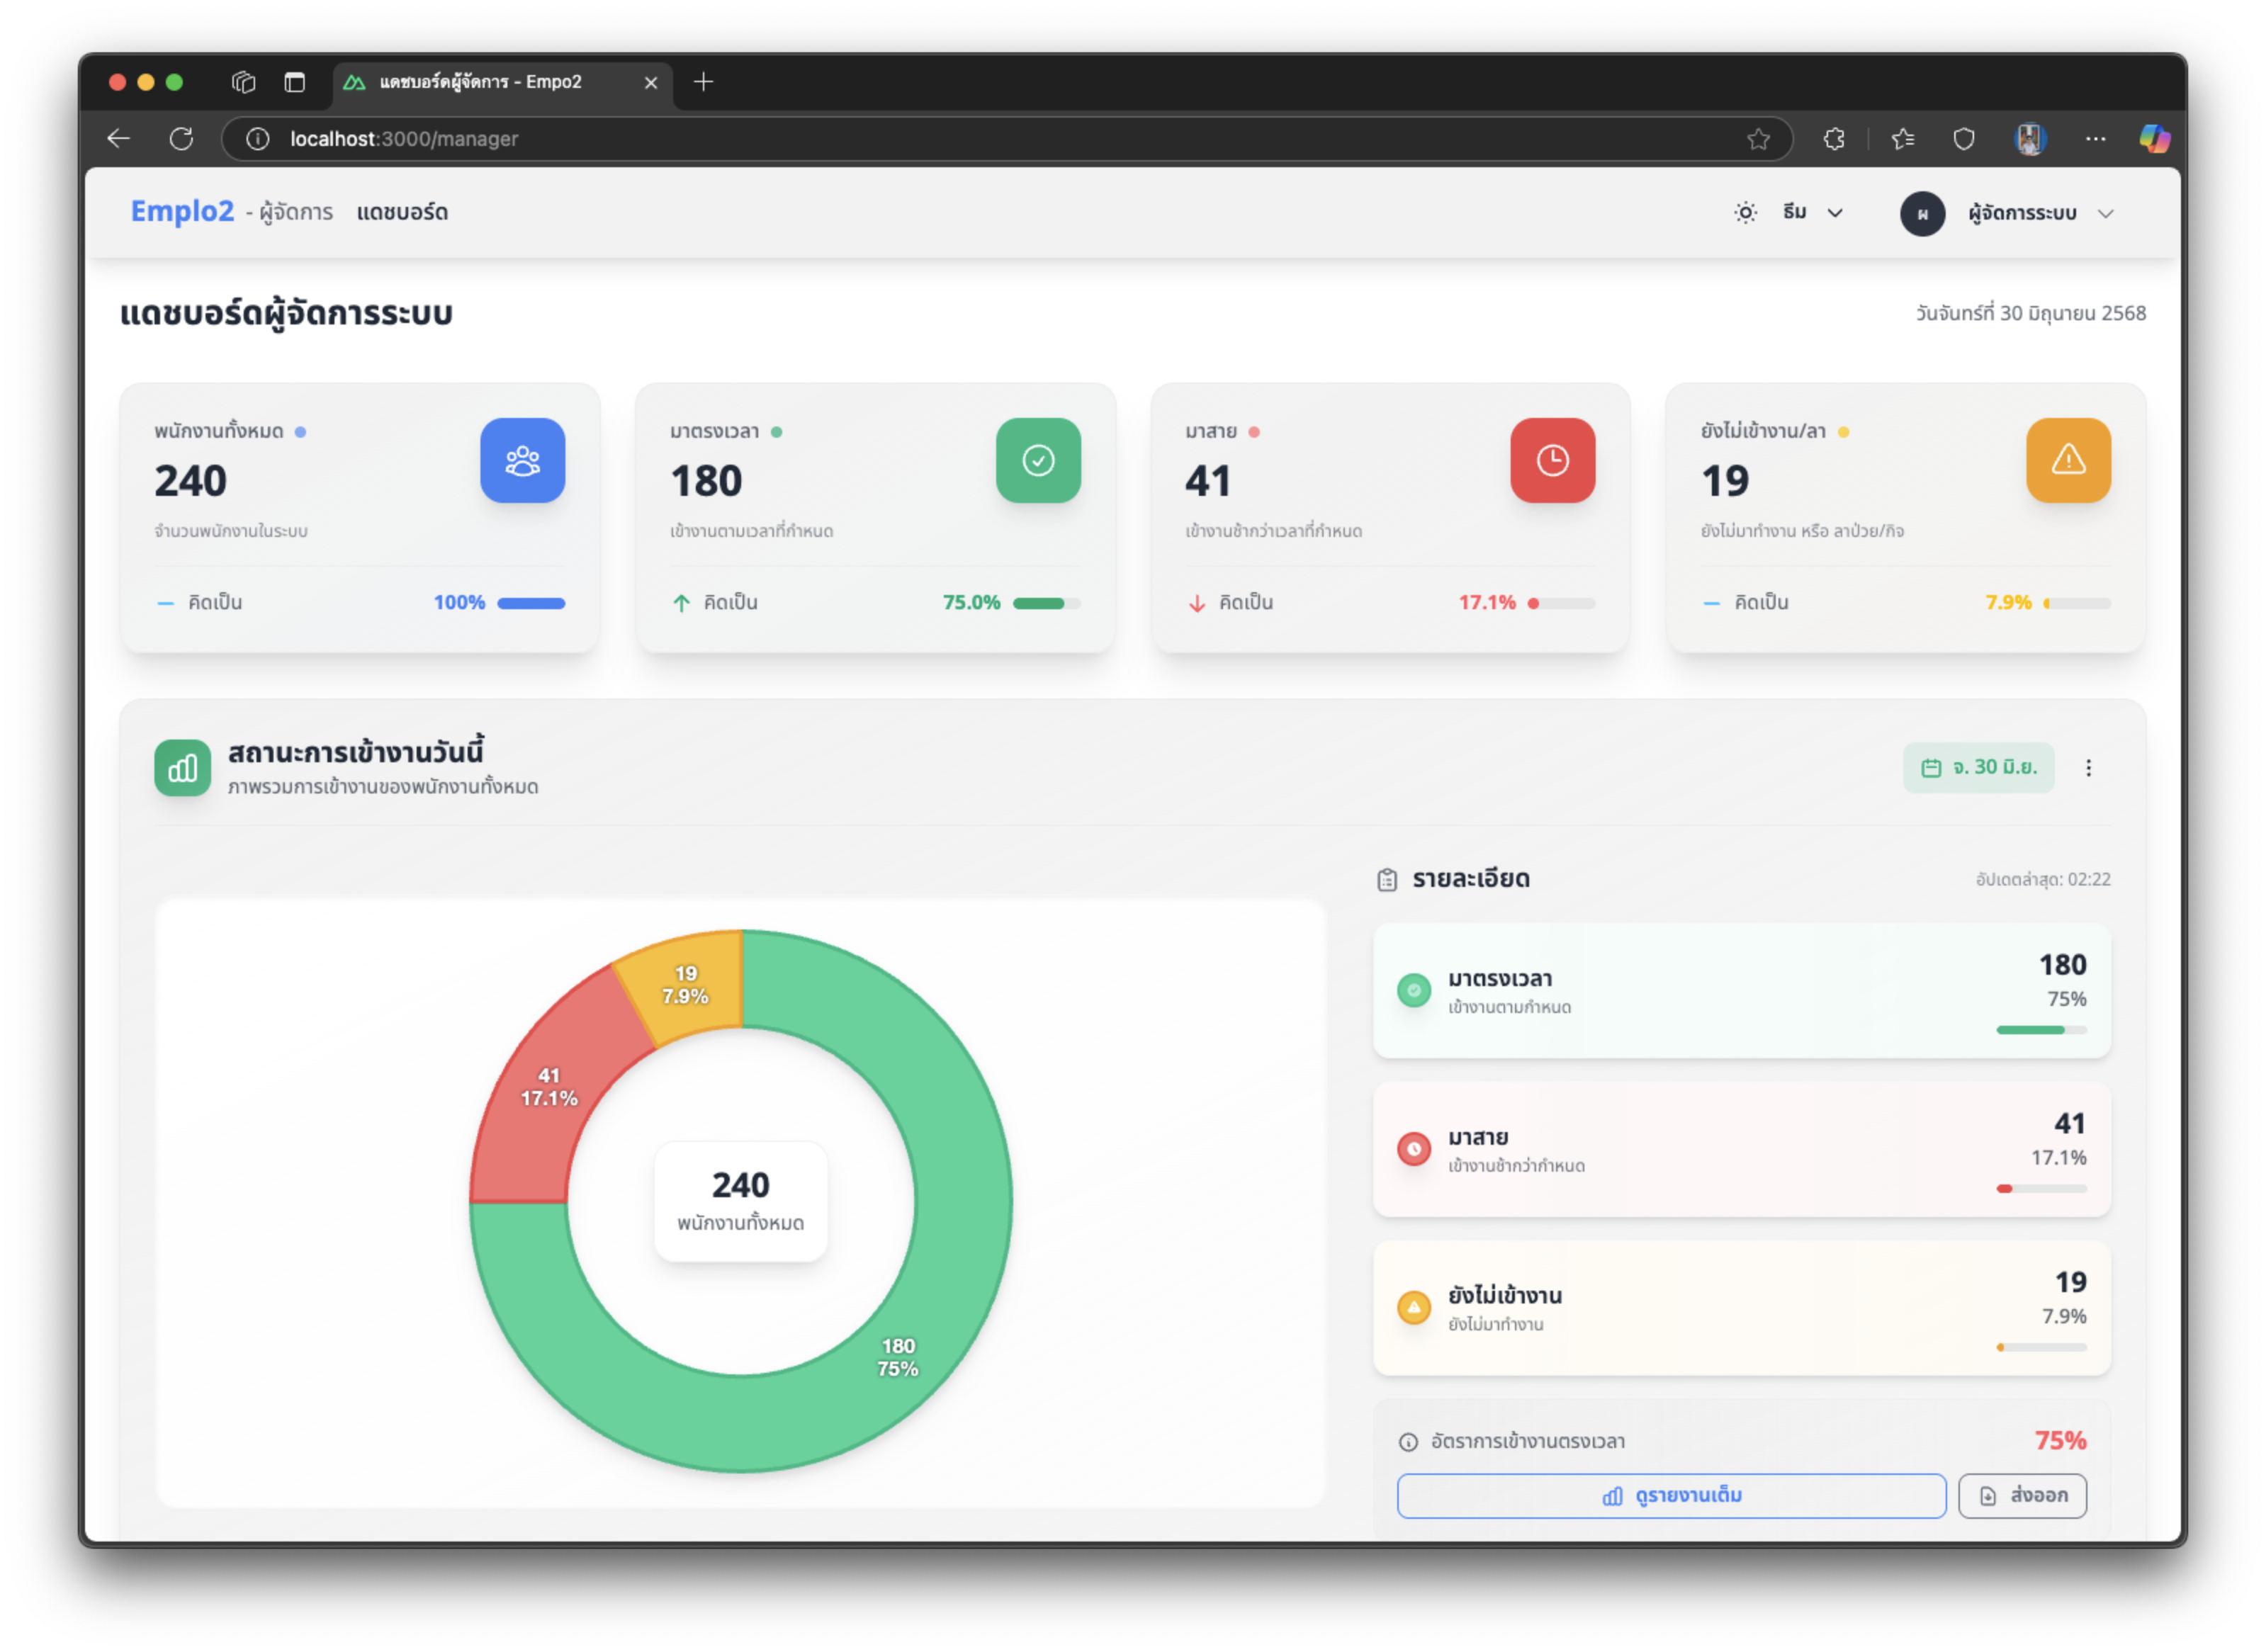 แดชบอร์ดผู้จัดการ - Empo2
localhost:3000/manager
Emplo2 - ผู้จัดการ แดชบอร์ด
ธีม
ผ ผู้จัดการระบบ
แดชบอร์ดผู้จัดการระบบ
วันจันทร์ที่ 30 มิถุนายน 2568
พนักงานทั้งหมด
240
จำนวนพนักงานในระบบ
คิดเป็น 100%
มาตรงเวลา
180
เข้างานตามเวลาที่กำหนด
คิดเป็น 75.0%
มาสาย
41
เข้างานช้ากว่าเวลาที่กำหนด
คิดเป็น 17.1%
ยังไม่เข้างาน/ลา
19
ยังไม่มาทำงาน หรือ ลาป่วย/กิจ
คิดเป็น 7.9%
สถานะการเข้างานวันนี้
ภาพรวมการเข้างานของพนักงานทั้งหมด
จ. 30 มิ.ย.
19
7.9%
41
17.1%
240
พนักงานทั้งหมด
180
75%
รายละเอียด
อัปเดตล่าสุด: 02:22
มาตรงเวลา
เข้างานตามกำหนด
180
75%
มาสาย
เข้างานช้ากว่ากำหนด
41
17.1%
ยังไม่เข้างาน
ยังไม่มาทำงาน
19
7.9%
อัตราการเข้างานตรงเวลา
75%
ดูรายงานเต็ม
ส่งออก